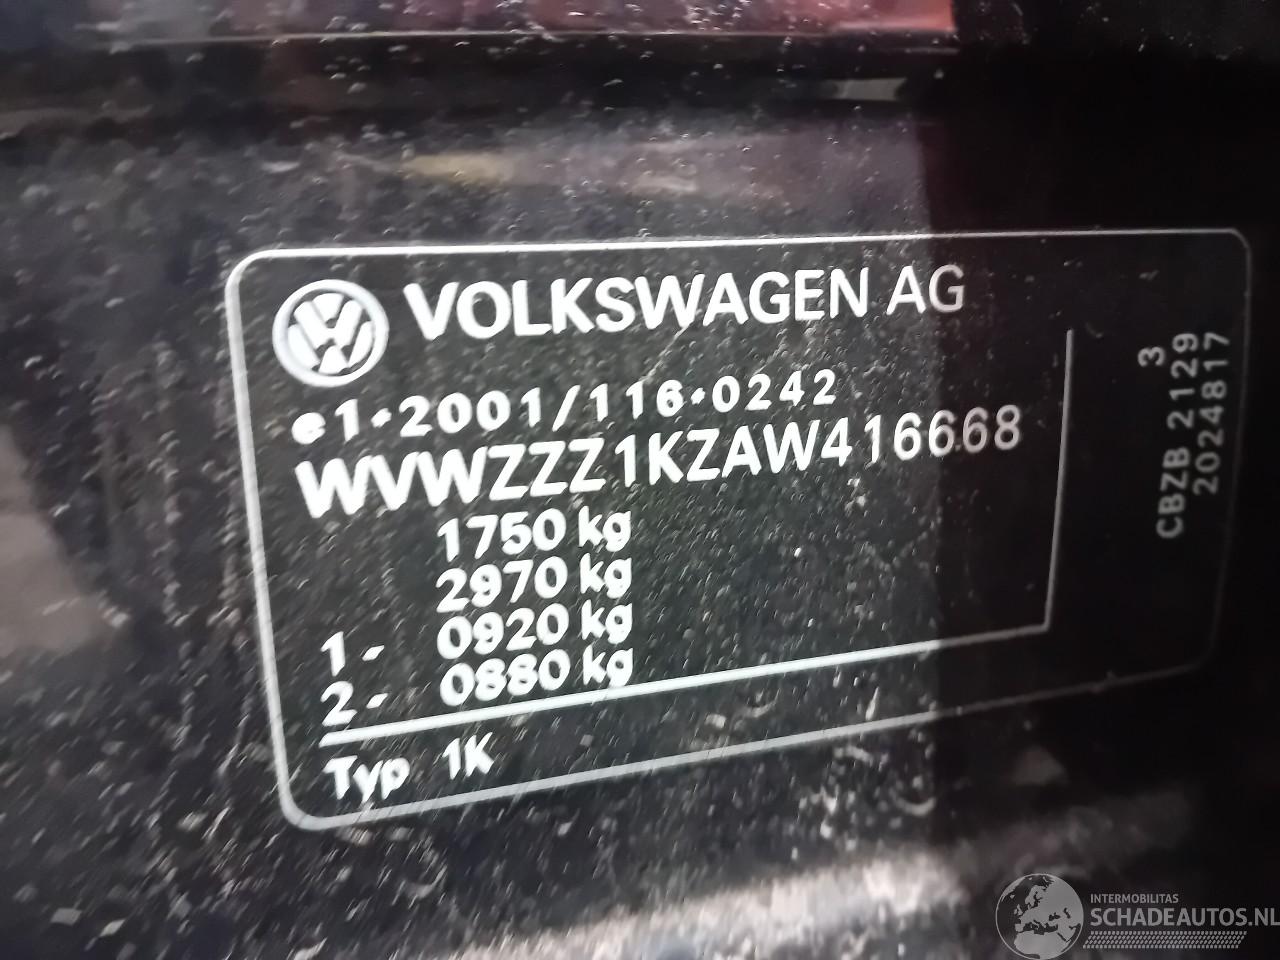 VOLKSWAGEN AG
e1*2001/116*0242
WVWZZZ1KZAW416668
1750 kg
2970 kg
1- 0920 kg
2- 0880 kg
Typ 1K
3
CBZB 2129
2024817
INTERMOBILITAS
SCHADEAUTOS.NL